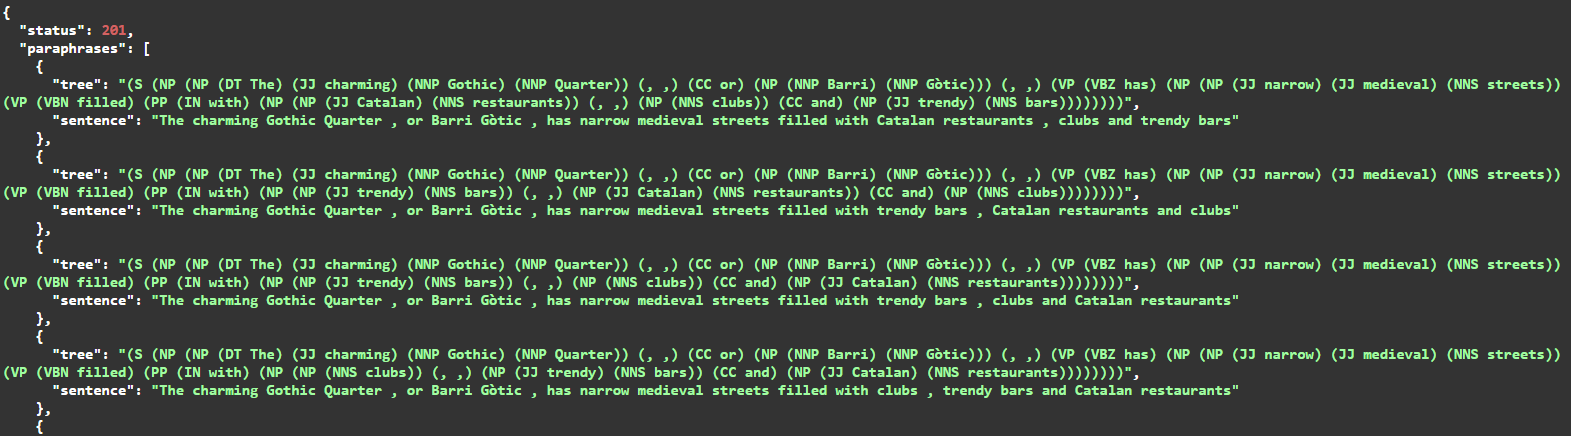 {
  "status": 201,
  "paraphrases": [
    {
      "tree": "(S (NP (NP (DT The) (JJ charming) (NNP Gothic) (NNP Quarter)) (, ,) (CC or) (NP (NNP Barri) (NNP Gòtic))) (, ,) (VP (VBZ has) (NP (NP (JJ narrow) (JJ medieval) (NNS streets))
(VP (VBN filled) (PP (IN with) (NP (NP (JJ Catalan) (NNS restaurants)) (, ,) (NP (NNS clubs)) (CC and) (NP (JJ trendy) (NNS bars))))))))",
      "sentence": "The charming Gothic Quarter , or Barri Gòtic , has narrow medieval streets filled with Catalan restaurants , clubs and trendy bars"
    },
    {
      "tree": "(S (NP (NP (DT The) (JJ charming) (NNP Gothic) (NNP Quarter)) (, ,) (CC or) (NP (NNP Barri) (NNP Gòtic))) (, ,) (VP (VBZ has) (NP (NP (JJ narrow) (JJ medieval) (NNS streets))
(VP (VBN filled) (PP (IN with) (NP (NP (JJ trendy) (NNS bars)) (, ,) (NP (JJ Catalan) (NNS restaurants)) (CC and) (NP (NNS clubs))))))))",
      "sentence": "The charming Gothic Quarter , or Barri Gòtic , has narrow medieval streets filled with trendy bars , Catalan restaurants and clubs"
    },
    {
      "tree": "(S (NP (NP (DT The) (JJ charming) (NNP Gothic) (NNP Quarter)) (, ,) (CC or) (NP (NNP Barri) (NNP Gòtic))) (, ,) (VP (VBZ has) (NP (NP (JJ narrow) (JJ medieval) (NNS streets))
(VP (VBN filled) (PP (IN with) (NP (NP (JJ trendy) (NNS bars)) (, ,) (NP (NNS clubs)) (CC and) (NP (JJ Catalan) (NNS restaurants))))))))",
      "sentence": "The charming Gothic Quarter , or Barri Gòtic , has narrow medieval streets filled with trendy bars , clubs and Catalan restaurants"
    },
    {
      "tree": "(S (NP (NP (DT The) (JJ charming) (NNP Gothic) (NNP Quarter)) (, ,) (CC or) (NP (NNP Barri) (NNP Gòtic))) (, ,) (VP (VBZ has) (NP (NP (JJ narrow) (JJ medieval) (NNS streets))
(VP (VBN filled) (PP (IN with) (NP (NP (NNS clubs)) (, ,) (NP (JJ trendy) (NNS bars)) (CC and) (NP (JJ Catalan) (NNS restaurants))))))))",
      "sentence": "The charming Gothic Quarter , or Barri Gòtic , has narrow medieval streets filled with clubs , trendy bars and Catalan restaurants"
    },
    {